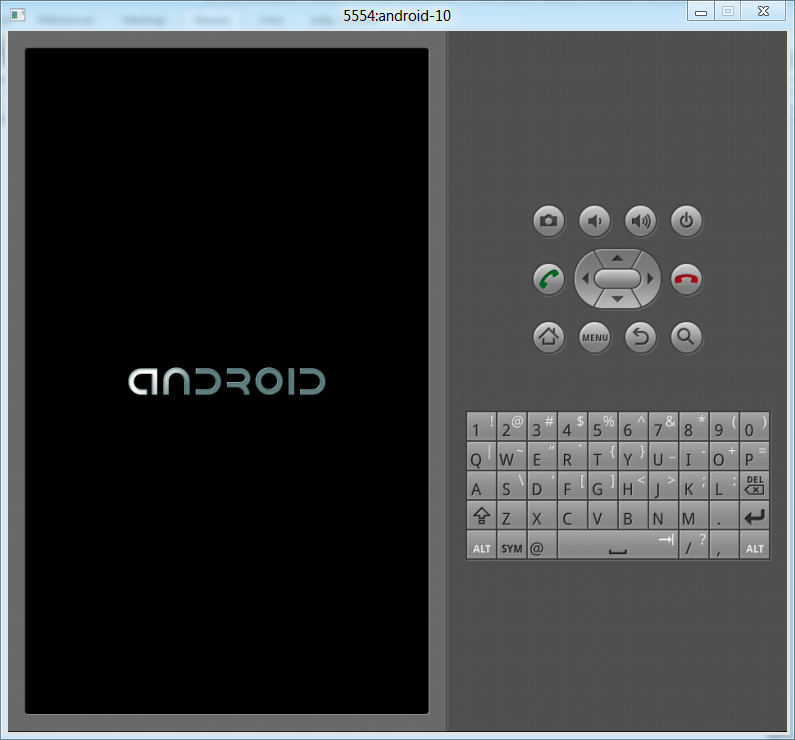 5554:android-10
ANDROID
MENU
1 ! 2 @ 3 # 4 $ 5 % 6 ^ 7 & 8 * 9 ( 0 )
Q | W ~ E “ R ` T { Y } U _ I - O + P =
A S \ D ‘ F [ G ] H < J > K ; L : DEL
Z X C V B N M .
ALT SYM @ / ? , ALT